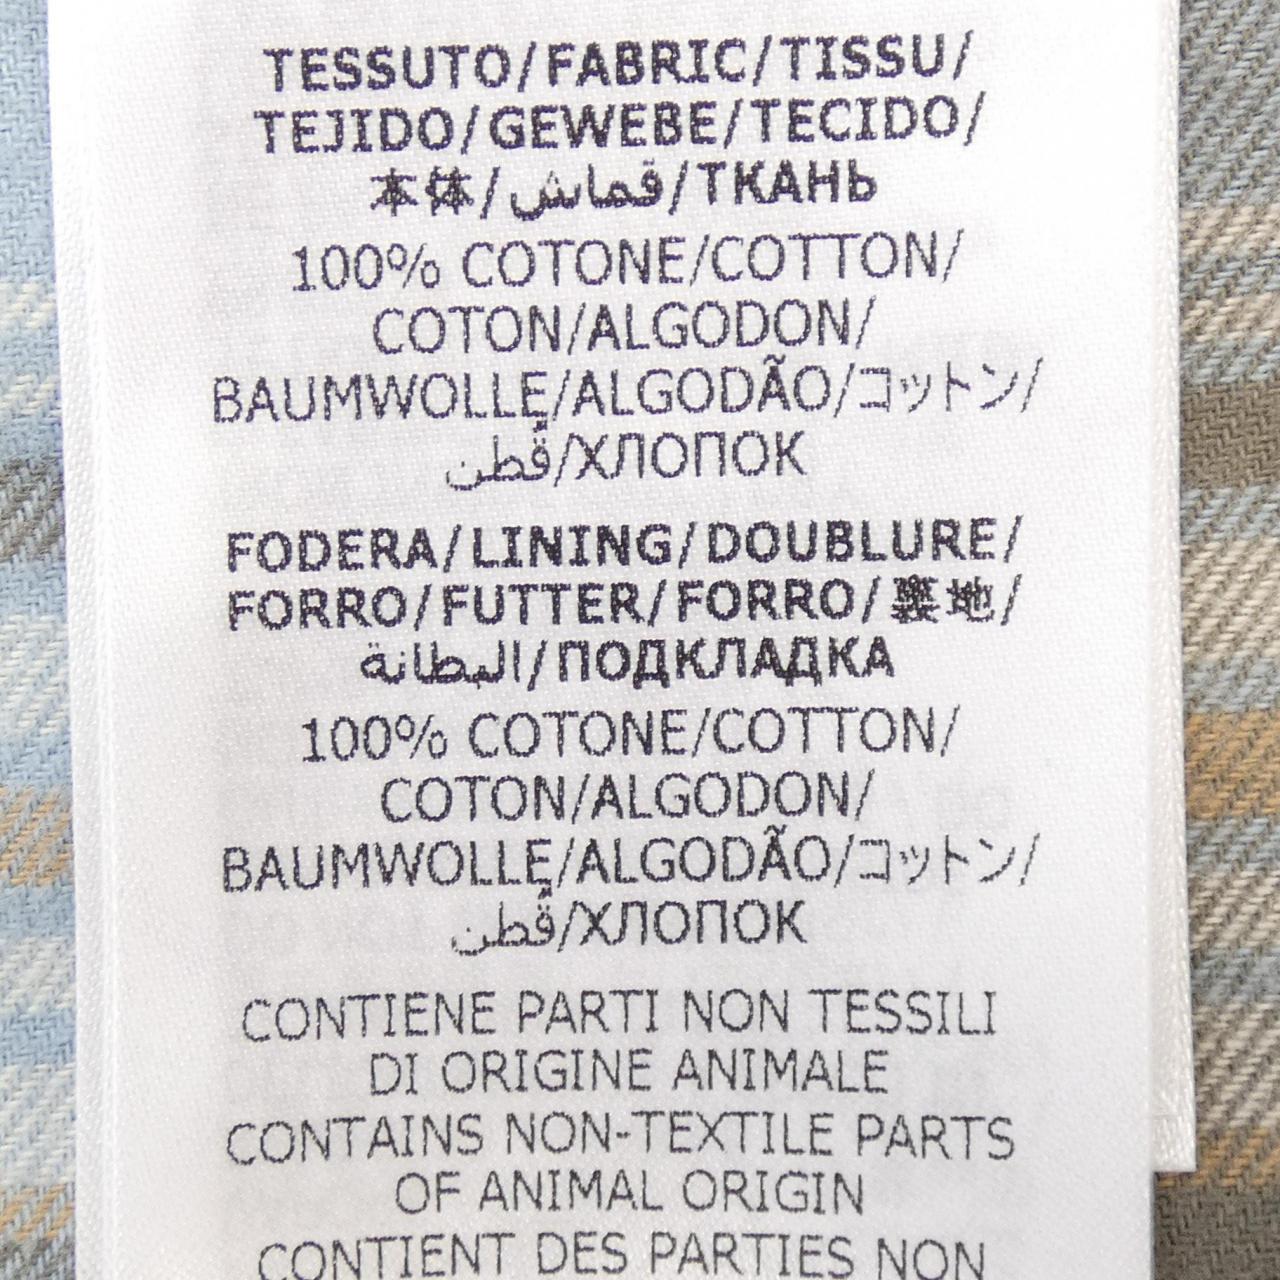 TESSUTO/FABRIC/TISSU/
TEJIDO/GEWEBE/TECIDO/
本体/قماش/ТКАНЬ
100% COTONE/COTTON/
COTON/ALGODON/
BAUMWOLLE/ALGODÃO/コットン/
قُطن/ХЛОПОК
FODERA/LINING/DOUBLURE/
FORRO/FUTTER/FORRO/裏地/
البطانة/ПОДКЛАДКА
100% COTONE/COTTON/
COTON/ALGODON/
BAUMWOLLE/ALGODÃO/コットン/
قُطن/ХЛОПОК
CONTIENE PARTI NON TESSILI
DI ORIGINE ANIMALE
CONTAINS NON-TEXTILE PARTS
OF ANIMAL ORIGIN
CONTIENT DES PARTIES NON